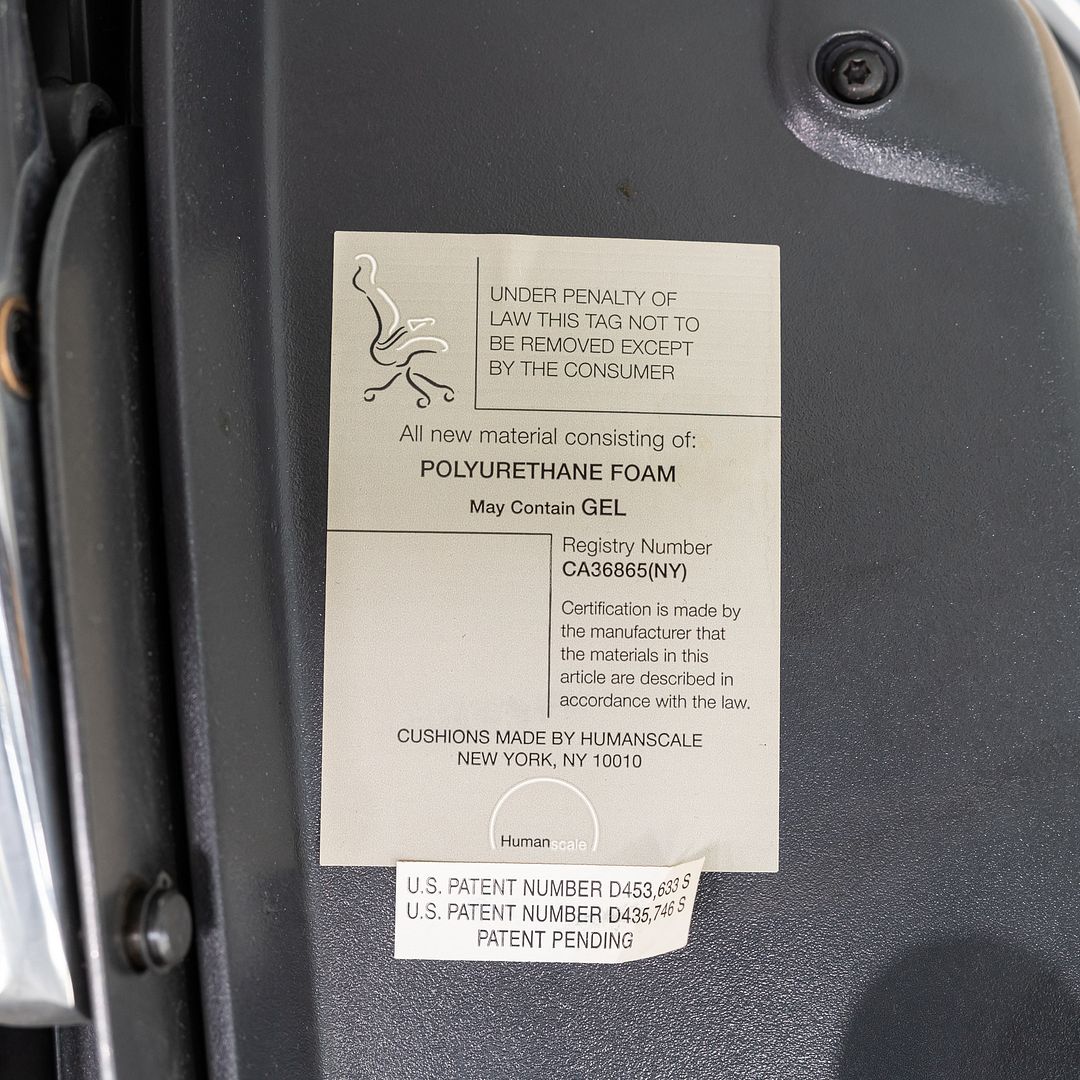 UNDER PENALTY OF
LAW THIS TAG NOT TO
BE REMOVED EXCEPT
BY THE CONSUMER
All new material consisting of:
POLYURETHANE FOAM
May Contain GEL
Registry Number
CA36865(NY)
Certification is made by
the manufacturer that
the materials in this
article are described in
accordance with the law.
CUSHIONS MADE BY HUMANSCALE
NEW YORK, NY 10010
Humanscale
U.S. PATENT NUMBER D453,633 S
U.S. PATENT NUMBER D435,746 S
PATENT PENDING